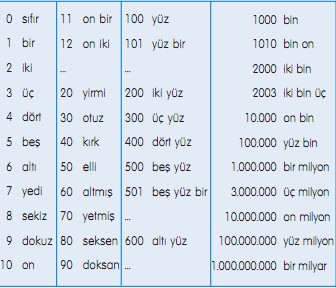 0 sıfır 11 on bir 100 yüz 1000 bin
1 bir 12 on iki 101 yüz bir 1010 bin on
2 iki ... ... 2000 iki bin
3 üç 20 yirmi 200 iki yüz 2003 iki bin üç
4 dört 30 otuz 300 üç yüz 10.000 on bin
5 beş 40 kırk 400 dört yüz 100.000 yüz bin
6 altı 50 elli 500 beş yüz 1.000.000 bir milyon
7 yedi 60 altmış 501 beş yüz bir 3.000.000 üç milyon
8 sekiz 70 yetmiş ... 10.000.000 on milyon
9 dokuz 80 seksen 600 altı yüz 100.000.000 yüz milyon
10 on 90 doksan ... 1.000.000.000 bir milyar